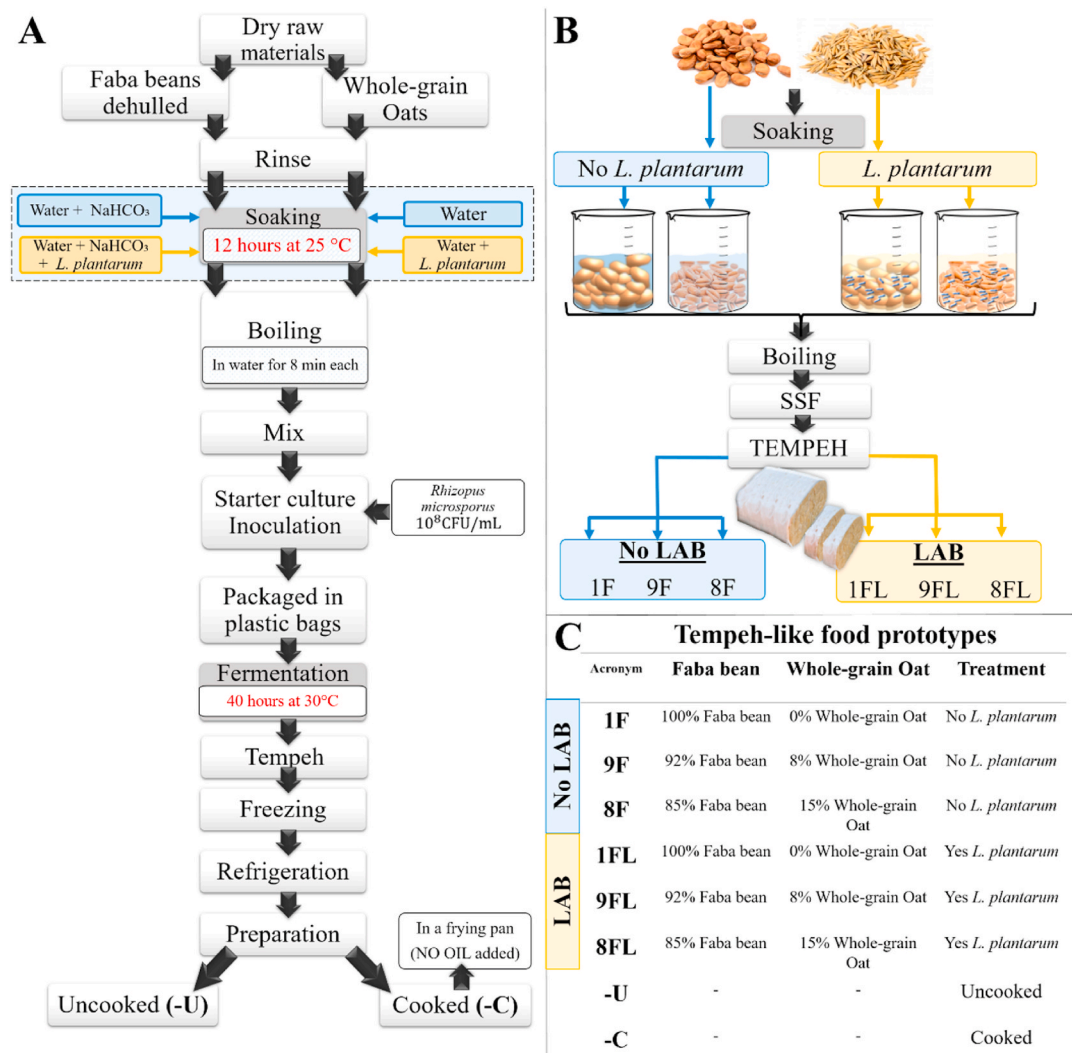 A
Dry raw
materials
Faba beans
dehulled
Whole-grain
Oats
Rinse
Water + NaHCO₃
Soaking
Water
Water + NaHCO₃
+ L. plantarum
12 hours at 25 °C
Water +
L. plantarum
Boiling
In water for 8 min each
Mix
Starter culture
Inoculation
Rhizopus
microsporus
10⁸CFU/mL
Packaged in
plastic bags
Fermentation
40 hours at 30°C
Tempeh
Freezing
Refrigeration
Preparation
In a frying pan
(NO OIL added)
Uncooked (-U)
Cooked (-C)
B
Soaking
No L. plantarum
L. plantarum
Boiling
SSF
TEMPEH
No LAB
1F 9F 8F
LAB
1FL 9FL 8FL
C
Tempeh-like food prototypes
Acronym Faba bean Whole-grain Oat Treatment
No LAB
1F 100% Faba bean 0% Whole-grain Oat No L. plantarum
9F 92% Faba bean 8% Whole-grain Oat No L. plantarum
8F 85% Faba bean 15% Whole-grain No L. plantarum
Oat
LAB
1FL 100% Faba bean 0% Whole-grain Oat Yes L. plantarum
9FL 92% Faba bean 8% Whole-grain Oat Yes L. plantarum
8FL 85% Faba bean 15% Whole-grain Yes L. plantarum
Oat
-U - - Uncooked
-C - - Cooked